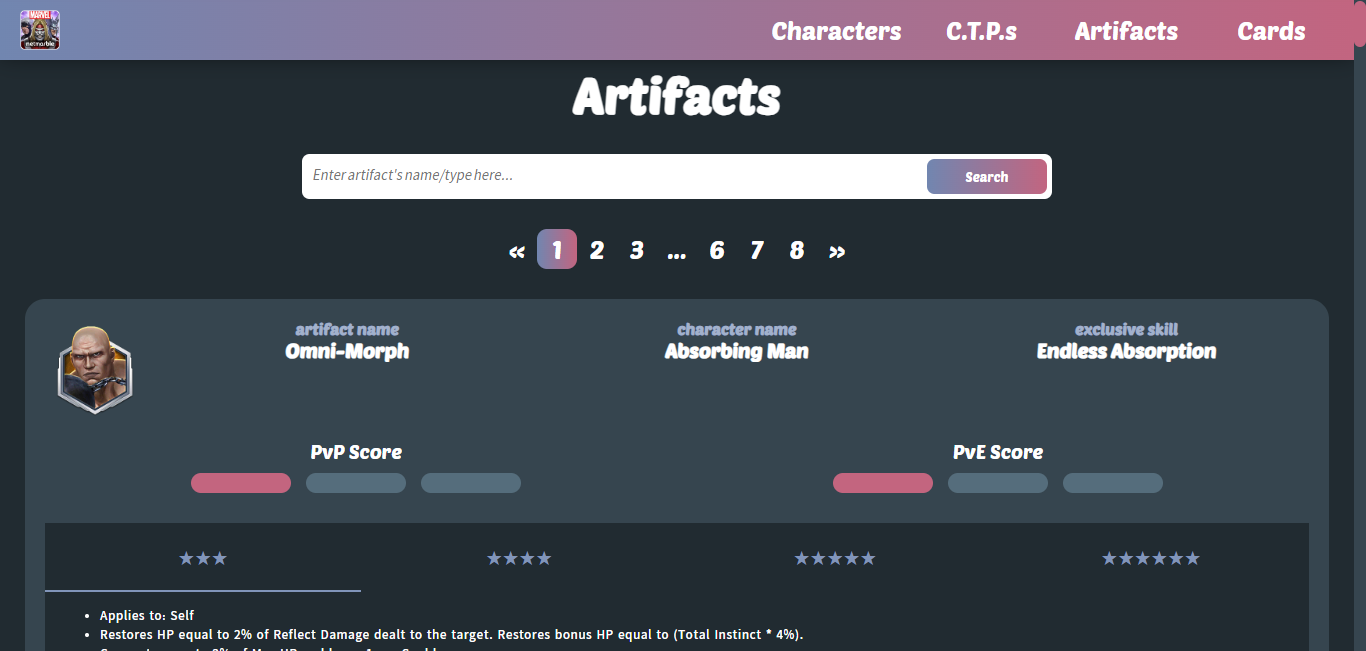 MARVEL
netmarble
Characters
C.T.P.s
Artifacts
Cards
Artifacts
Enter artifact's name/type here...
Search
« 1 2 3 ... 6 7 8 »
artifact name
Omni-Morph
character name
Absorbing Man
exclusive skill
Endless Absorption
PvP Score
PvE Score
★★★
★★★★
★★★★★
★★★★★★
• Applies to: Self
• Restores HP equal to 2% of Reflect Damage dealt to the target. Restores bonus HP equal to (Total Instinct * 4%).